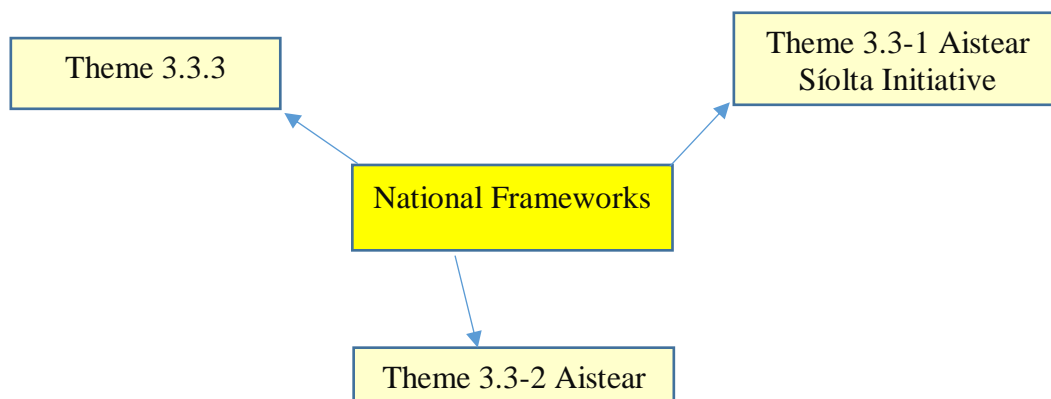 Theme 3.3.3
Theme 3.3-1 Aistear
Síolta Initiative
National Frameworks
Theme 3.3-2 Aistear